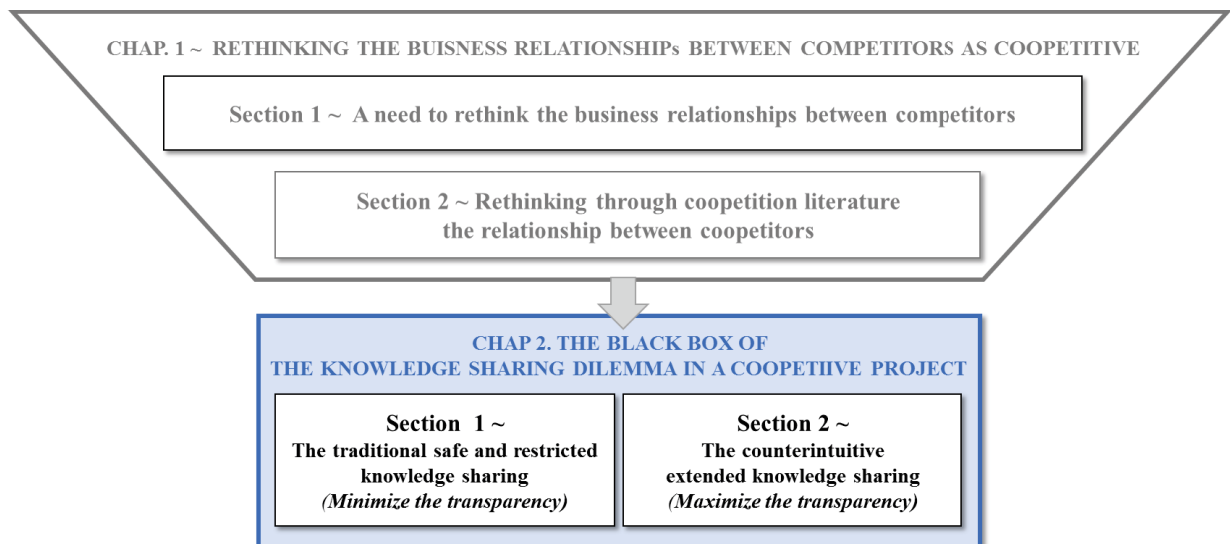 CHAP. 1 ~ RETHINKING THE BUISNESS RELATIONSHIPs BETWEEN COMPETITORS AS COOPETITIVE
Section 1 ~ A need to rethink the business relationships between competitors
Section 2 ~ Rethinking through coopetition literature
the relationship between coopetitors
CHAP 2. THE BLACK BOX OF
THE KNOWLEDGE SHARING DILEMMA IN A COOPETIIVE PROJECT
Section 1 ~
The traditional safe and restricted
knowledge sharing
(Minimize the transparency)
Section 2 ~
The counterintuitive
extended knowledge sharing
(Maximize the transparency)